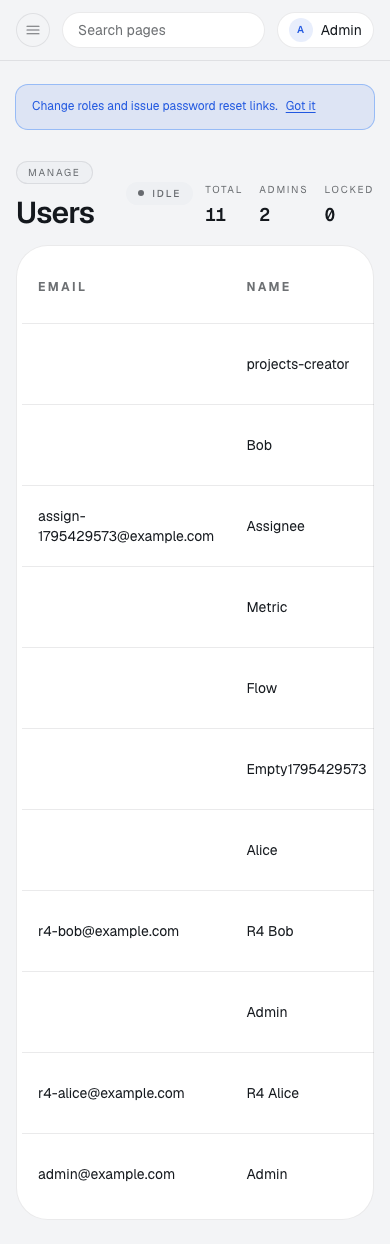 Search pages
A
Admin
Change roles and issue password reset links. Got it
MANAGE
Users
IDLE
TOTAL
11
ADMINS
2
LOCKED
0
EMAIL NAME
projects-creator
Bob
assign-
1795429573@example.com Assignee
Metric
Flow
Empty1795429573
Alice
r4-bob@example.com R4 Bob
Admin
r4-alice@example.com R4 Alice
admin@example.com Admin